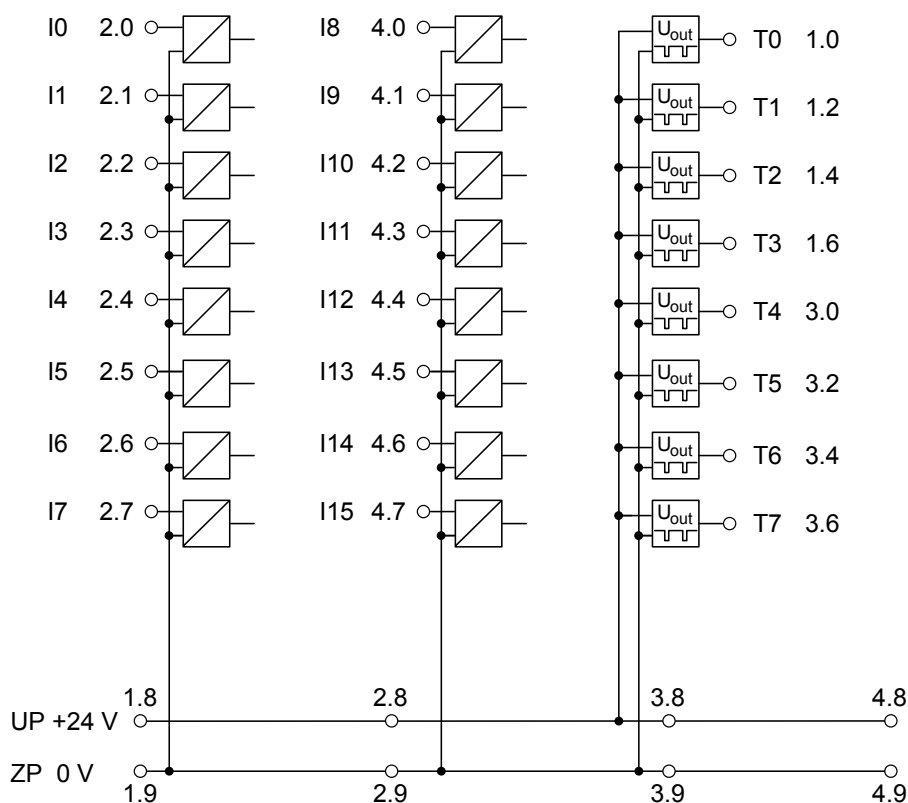 I0 2.0 I8 4.0 Uout T0 1.0
I1 2.1 I9 4.1 Uout T1 1.2
I2 2.2 I10 4.2 Uout T2 1.4
I3 2.3 I11 4.3 Uout T3 1.6
I4 2.4 I12 4.4 Uout T4 3.0
I5 2.5 I13 4.5 Uout T5 3.2
I6 2.6 I14 4.6 Uout T6 3.4
I7 2.7 I15 4.7 Uout T7 3.6
1.8 2.8 3.8 4.8
UP +24 V
ZP 0 V
1.9 2.9 3.9 4.9